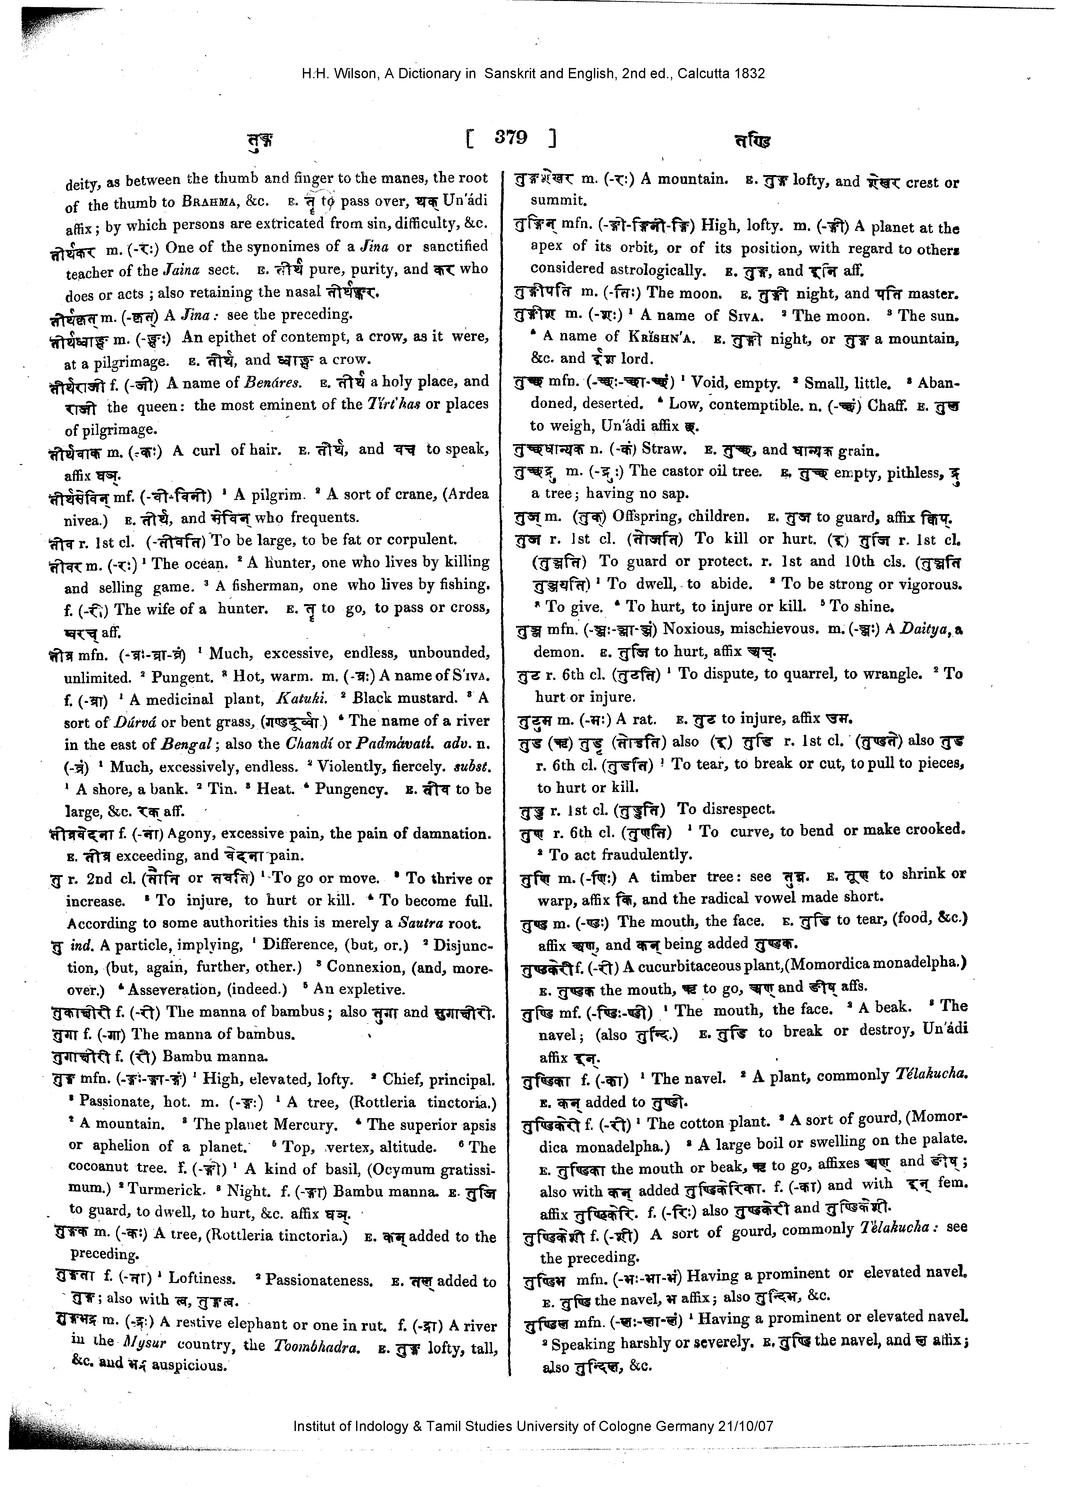 H.H. Wilson, A Dictionary in Sanskrit and English, 2nd ed., Calcutta 1832
तुङ्ग
[ 379 ]
तण्डि
deity, as between the thumb and finger to the manes, the root
of the thumb to BRAHMA, &c. E. तॄ to pass over, थक् Un'ádi
affix; by which persons are extricated from sin, difficulty, &c.
तीर्थकर m. (-रः) One of the synonimes of a Jina or sanctified
teacher of the Jaina sect. E. तीर्थ pure, purity, and कर who
does or acts; also retaining the nasal तीर्थङ्कर.
तीर्थकृत् m. (-कृत्) A Jina: see the preceding.
तीर्थध्वाङ्क्ष m. (-ङ्क्षः) An epithet of contempt, a crow, as it were,
at a pilgrimage. E. तीर्थ, and ध्वाङ्क्ष a crow.
तीर्थराजी f. (-जी) A name of Benáres. E. तीर्थ a holy place, and
राजी the queen: the most eminent of the Tírt'has or places
of pilgrimage.
तीर्थवाक m. (-कः) A curl of hair. E. तीर्थ, and वच to speak,
affix घञ्.
तीर्थसेविन् mf. (-वी-विनी) ¹ A pilgrim. ² A sort of crane, (Ardea
nivea.) E. तीर्थ, and सेविन् who frequents.
तीव r. 1st cl. (-तीवति) To be large, to be fat or corpulent.
तीवर m. (-रः) ¹ The ocean. ² A hunter, one who lives by killing
and selling game. ³ A fisherman, one who lives by fishing.
f. (-री) The wife of a hunter. E. तॄ to go, to pass or cross,
ष्वरच् aff.
तीव्र mfn. (-व्रः-व्रा-व्रं) ¹ Much, excessive, endless, unbounded,
unlimited. ² Pungent. ³ Hot, warm. m. (-व्रः) A name of S'IVA.
f. (-व्रा) ¹ A medicinal plant, Katuki. ² Black mustard. ³ A
sort of Dúrvá or bent grass, (गण्डदूर्व्वा.) ⁴ The name of a river
in the east of Bengal; also the Chandí or Padmávatí. adv. n.
(-व्रं) ¹ Much, excessively, endless. ² Violently, fiercely. subst.
¹ A shore, a bank. ² Tin. ³ Heat. ⁴ Pungency. E. तीव to be
large, &c. रक् aff.
तीव्रवेदना f. (-ना) Agony, excessive pain, the pain of damnation.
E. तीव्र exceeding, and वेदना pain.
तु r. 2nd cl. (तौति or तवीति) ¹ To go or move. ² To thrive or
increase. ³ To injure, to hurt or kill. ⁴ To become full.
According to some authorities this is merely a Sautra root.
तु ind. A particle, implying, ¹ Difference, (but, or.) ² Disjunc-
tion, (but, again, further, other.) ³ Connexion, (and, more-
over.) ⁴ Asseveration, (indeed.) ⁵ An expletive.
तुकाक्षीरी f. (-री) The manna of bambus; also तुगा and तुगाक्षीरी.
तुगा f. (-गा) The manna of bambus.
तुगाक्षीरी f. (री) Bambu manna.
तुङ्ग mfn. (-ङ्गः-ङ्गा-ङ्गं) ¹ High, elevated, lofty. ² Chief, principal.
³ Passionate, hot. m. (-ङ्गः) ¹ A tree, (Rottleria tinctoria.)
² A mountain. ³ The planet Mercury. ⁴ The superior apsis
or aphelion of a planet. ⁵ Top, vertex, altitude. ⁶ The
cocoanut tree. f. (-ङ्गी) ¹ A kind of basil, (Ocymum gratissi-
mum.) ² Turmerick. ³ Night. f. (-ङ्गा) Bambu manna. E. तुजि
to guard, to dwell, to hurt, &c. affix घञ्.
तुङ्गक m. (-कः) A tree, (Rottleria tinctoria.) E. कन् added to the
preceding.
तुङ्गता f. (-ता) ¹ Loftiness. ² Passionateness. E. तल् added to
तुङ्ग; also with त्व, तुङ्गत्व.
तुङ्गभद्र m. (-द्रः) A restive elephant or one in rut. f. (-द्रा) A river
in the Mysur country, the Toombhadra. E. तुङ्ग lofty, tall,
&c. and भद्र auspicious.
तुङ्गशेखर m. (-रः) A mountain. E. तुङ्ग lofty, and शेखर crest or
summit.
तुङ्गिन् mfn. (-ङ्गी-ङ्गिनी-ङ्गि) High, lofty. m. (-ङ्गी) A planet at the
apex of its orbit, or of its position, with regard to others
considered astrologically. E. तुङ्ग, and इनि aff.
तुङ्गीपति m. (-तिः) The moon. E. तुङ्गी night, and पति master.
तुङ्गीश m. (-शः) ¹ A name of SIVA. ² The moon. ³ The sun.
⁴ A name of KRĬSHN'A. E. तुङ्गी night, or तुङ्ग a mountain,
&c. and ईश lord.
तुच्छ mfn. (-च्छः-च्छा-च्छं) ¹ Void, empty. ² Small, little. ³ Aban-
doned, deserted. ⁴ Low, contemptible. n. (-च्छं) Chaff. E. तुल
to weigh, Un'ádi affix छ.
तुच्छधान्यक n. (-कं) Straw. E. तुच्छ, and धान्यक grain.
तुच्छद्रु m. (-द्रुः) The castor oil tree. E. तुच्छ empty, pithless, द्रु
a tree; having no sap.
तुज् m. (तुक्) Offspring, children. E. तुज to guard, affix क्विप्.
तुज r. 1st cl. (तोजति) To kill or hurt. (इ) तुजि r. 1st cl.
(तुञ्जति) To guard or protect. r. 1st and 10th cls. (तुञ्जति
तुञ्जयति) ¹ To dwell, to abide. ² To be strong or vigorous.
³ To give. ⁴ To hurt, to injure or kill. ⁵ To shine.
तुञ्ज mfn. (-ञ्जः-ञ्जा-ञ्जं) Noxious, mischievous. m. (-ञ्जः) A Daitya, a
demon. E. तुजि to hurt, affix अच्.
तुट r. 6th cl. (तुटति) ¹ To dispute, to quarrel, to wrangle. ² To
hurt or injure.
तुटुम m. (-मः) A rat. E. तुट to injure, affix उम.
तुड (ऋ) तुडृ (तोडति) also (इ) तुडि r. 1st cl. (तुण्डते) also तुड
r. 6th cl. (तुडति) ¹ To tear, to break or cut, to pull to pieces,
to hurt or kill.
तुड्ड r. 1st cl. (तुड्डति) To disrespect.
तुण r. 6th cl. (तुणति) ¹ To curve, to bend or make crooked.
² To act fraudulently.
तुणि m. (-णिः) A timber tree: see तुन्न. E. तूण to shrink or
warp, affix कि, and the radical vowel made short.
तुण्ड m. (-ण्डः) The mouth, the face. E. तुडि to tear, (food, &c.)
affix अण्, and कन् being added तुण्डक.
तुण्डकेरी f. (-री) A cucurbitaceous plant, (Momordica monadelpha.)
E. तुण्डक the mouth, ऋ to go, अण् and ङीष् affs.
तुण्डि mf. (-ण्डिः-ण्डी) ¹ The mouth, the face. ² A beak. ³ The
navel; (also तुन्दि.) E. तुडि to break or destroy, Un'ádi
affix इन्.
तुण्डिका f. (-का) ¹ The navel. ² A plant, commonly Télakucha.
E. कन् added to तुण्डी.
तुण्डिकेरी f. (-री) ¹ The cotton plant. ² A sort of gourd, (Momor-
dica monadelpha.) ³ A large boil or swelling on the palate.
E. तुण्डिका the mouth or beak, ऋ to go, affixes अण् and ङीष्;
also with कन् added तुण्डिकेरिका. f. (-का) and with इन् fem.
affix तुण्डिकेरि. f. (-रिः) also तुण्डकेरी and तुण्डिकेशी.
तुण्डिकेशी f. (-शी) A sort of gourd, commonly Télakucha: see
the preceding.
तुण्डिभ mfn. (-भः-भा-भं) Having a prominent or elevated navel.
E. तुण्डि the navel, भ affix; also तुन्दिभ, &c.
तुण्डिल mfn. (-लः-ला-लं) ¹ Having a prominent or elevated navel.
² Speaking harshly or severely. E. तुण्डि the navel, and ल affix;
also तुन्दिल, &c.
Institut of Indology & Tamil Studies University of Cologne Germany 21/10/07